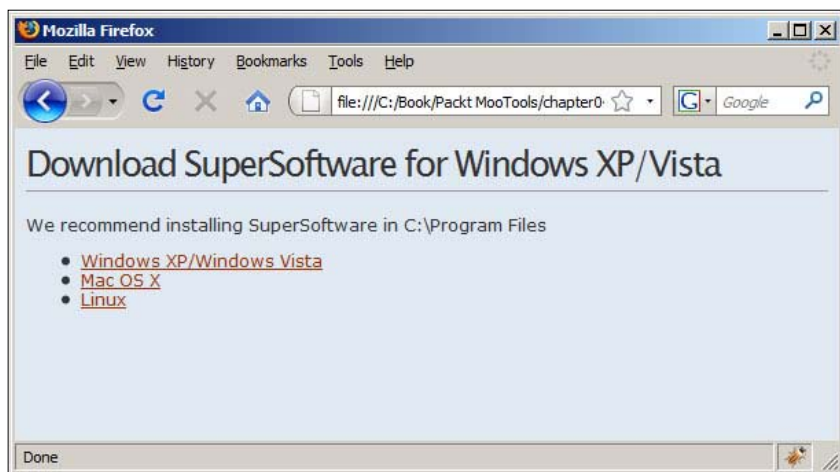 Mozilla Firefox
File Edit View History Bookmarks Tools Help
file:///C:/Book/Packt MooTools/chapter0 G Google
Download SuperSoftware for Windows XP/Vista
We recommend installing SuperSoftware in C:\Program Files
Windows XP/Windows Vista
Mac OS X
Linux
Done